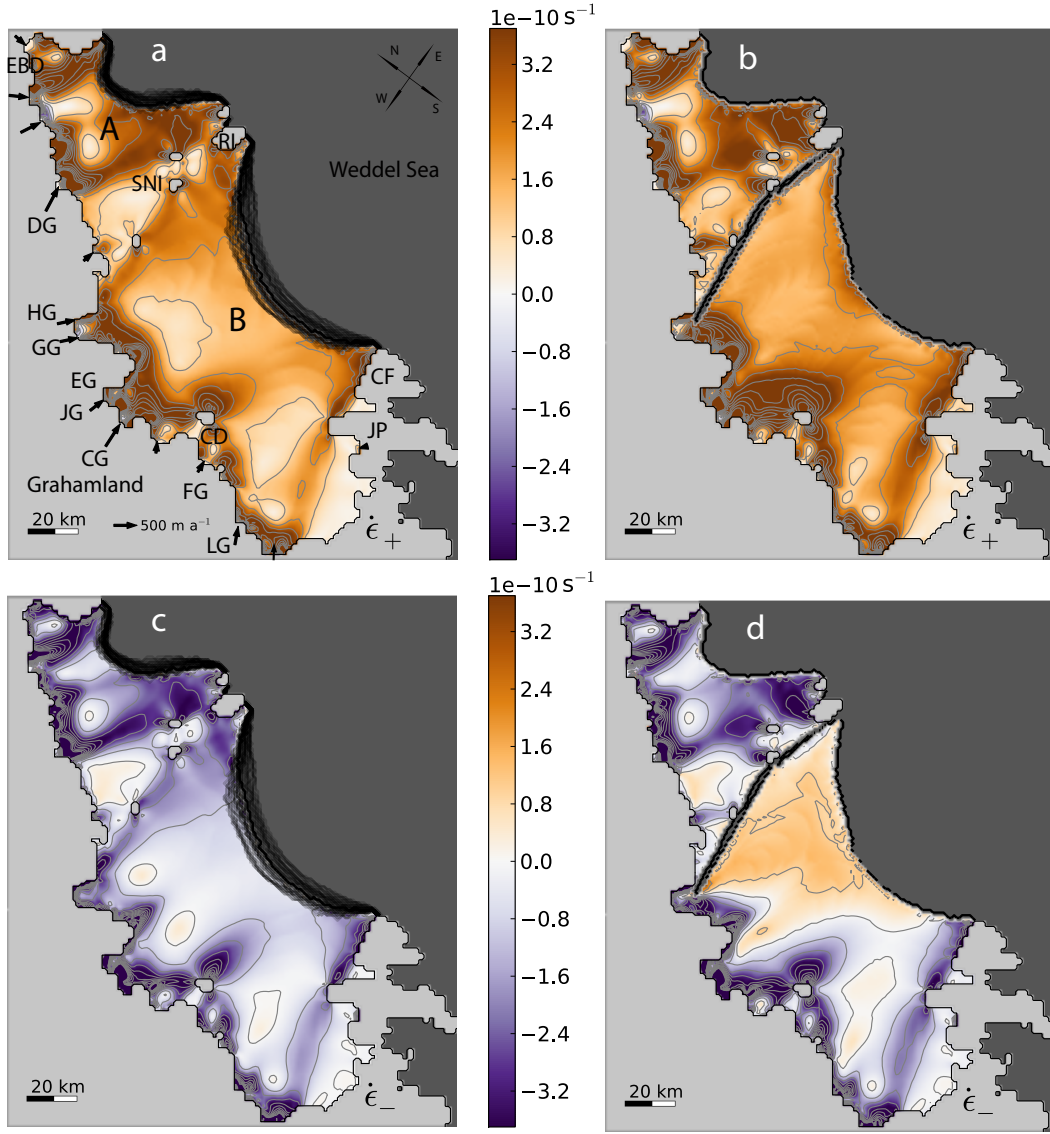 1e−10 S⁻¹
1e−10 S⁻¹
a
b
N
E
W
S
EBD
A
RI
Weddel Sea
SNI
DG
HG
GG
B
EG
CF
JG
CD
JP
CG
FG
Grahamland
LG
20 km
500 m a⁻¹
ε̇₊
20 km
ε̇₊
3.2
2.4
1.6
0.8
0.0
−0.8
−1.6
−2.4
−3.2
1e−10 S⁻¹
c
d
3.2
2.4
1.6
0.8
0.0
−0.8
−1.6
−2.4
−3.2
20 km
ε̇₋
20 km
ε̇₋